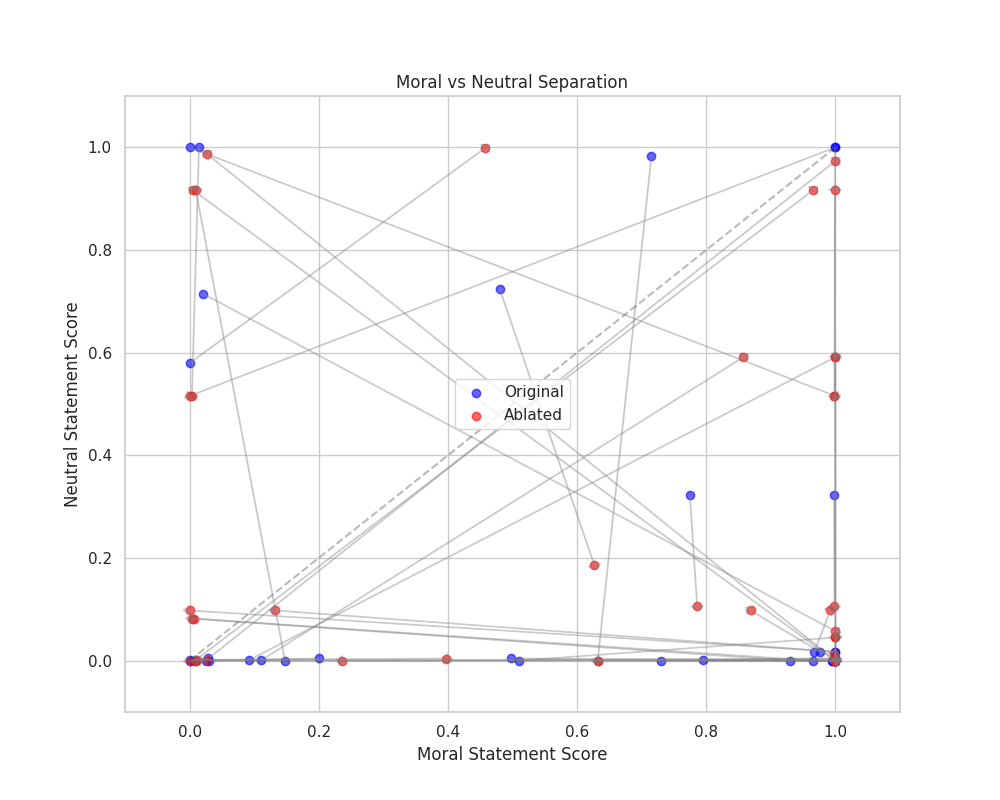 Moral vs Neutral Separation
1.0
0.8
0.6
0.4
0.2
0.0
Neutral Statement Score
Original
Ablated
0.0 0.2 0.4 0.6 0.8 1.0
Moral Statement Score